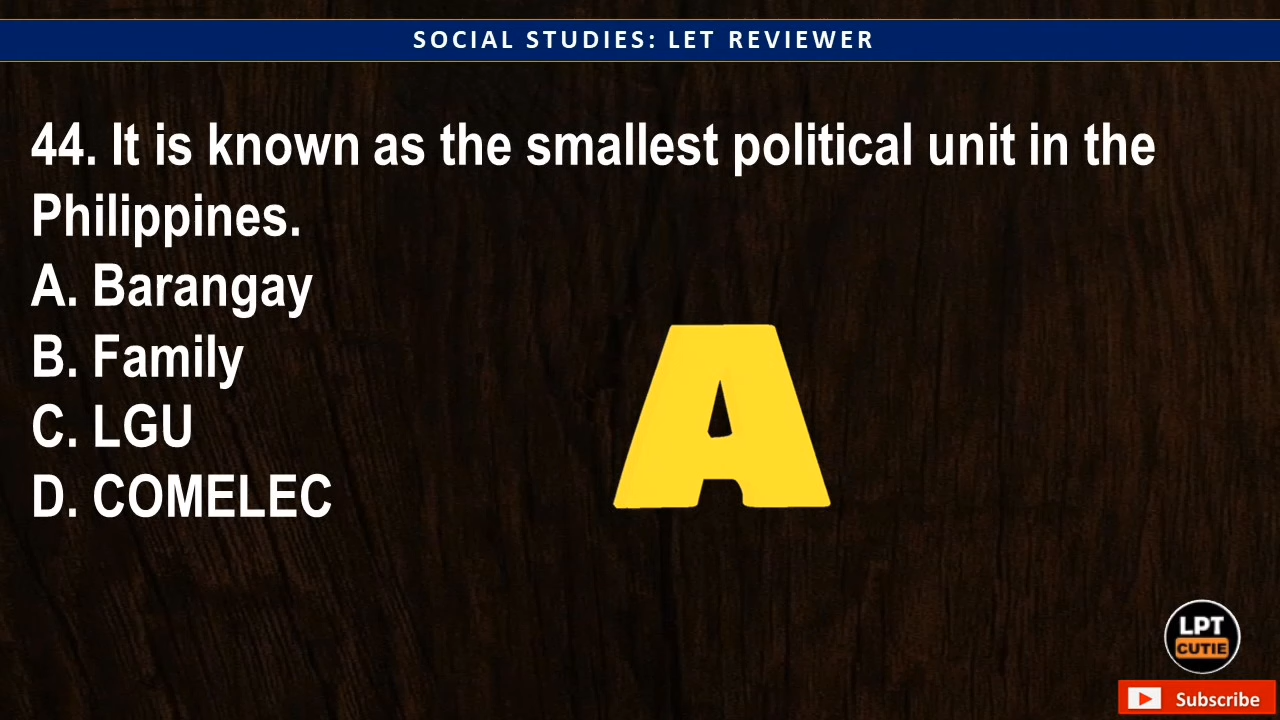 SOCIAL STUDIES: LET REVIEWER
44. It is known as the smallest political unit in the
Philippines.
A. Barangay
B. Family
C. LGU
D. COMELEC
A
LPT
CUTIE
Subscribe